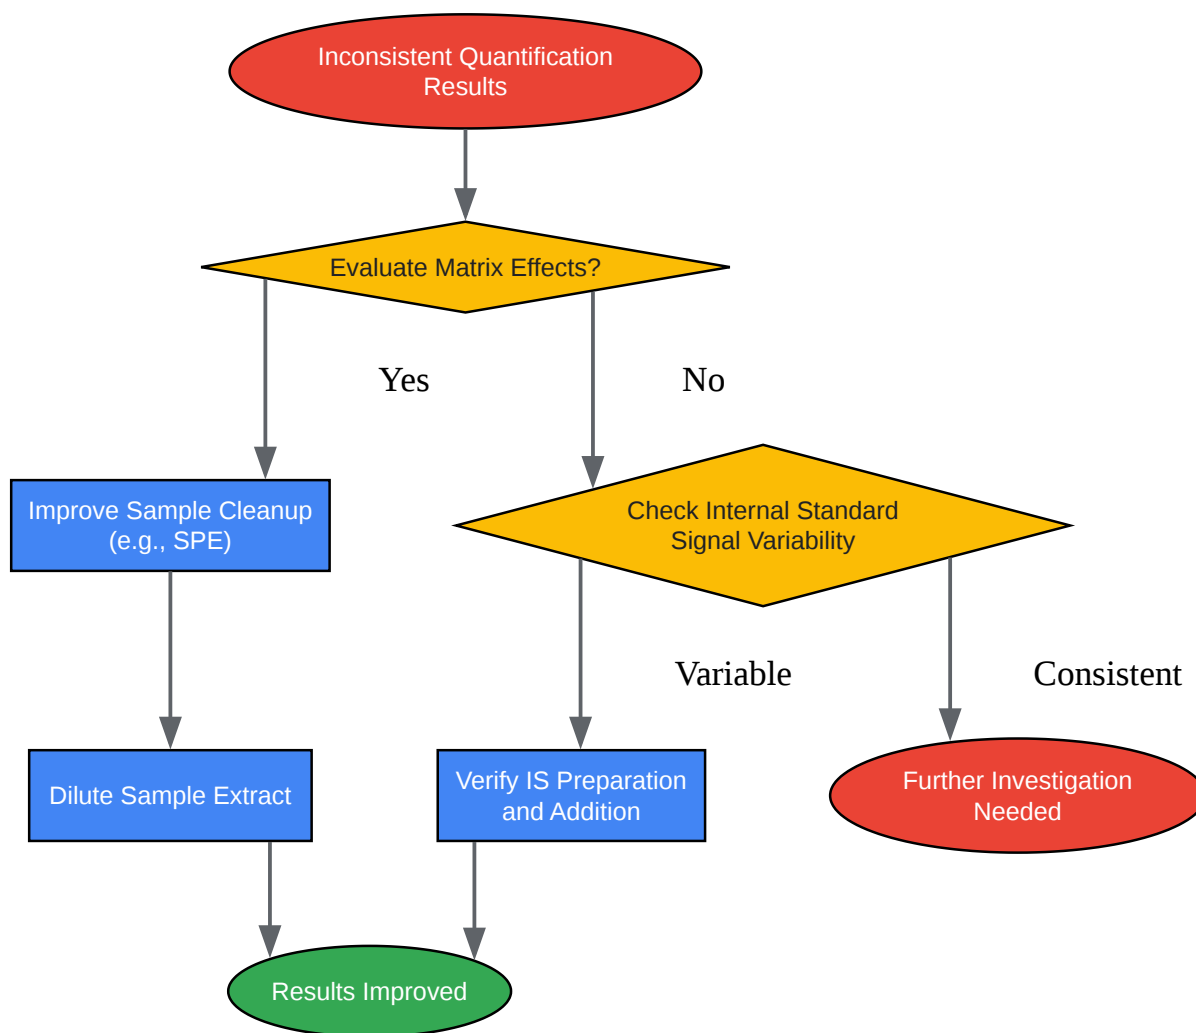 Inconsistent Quantification
Results
Evaluate Matrix Effects?
Yes
No
Improve Sample Cleanup
(e.g., SPE)
Check Internal Standard
Signal Variability
Variable
Consistent
Dilute Sample Extract
Verify IS Preparation
and Addition
Further Investigation
Needed
Results Improved